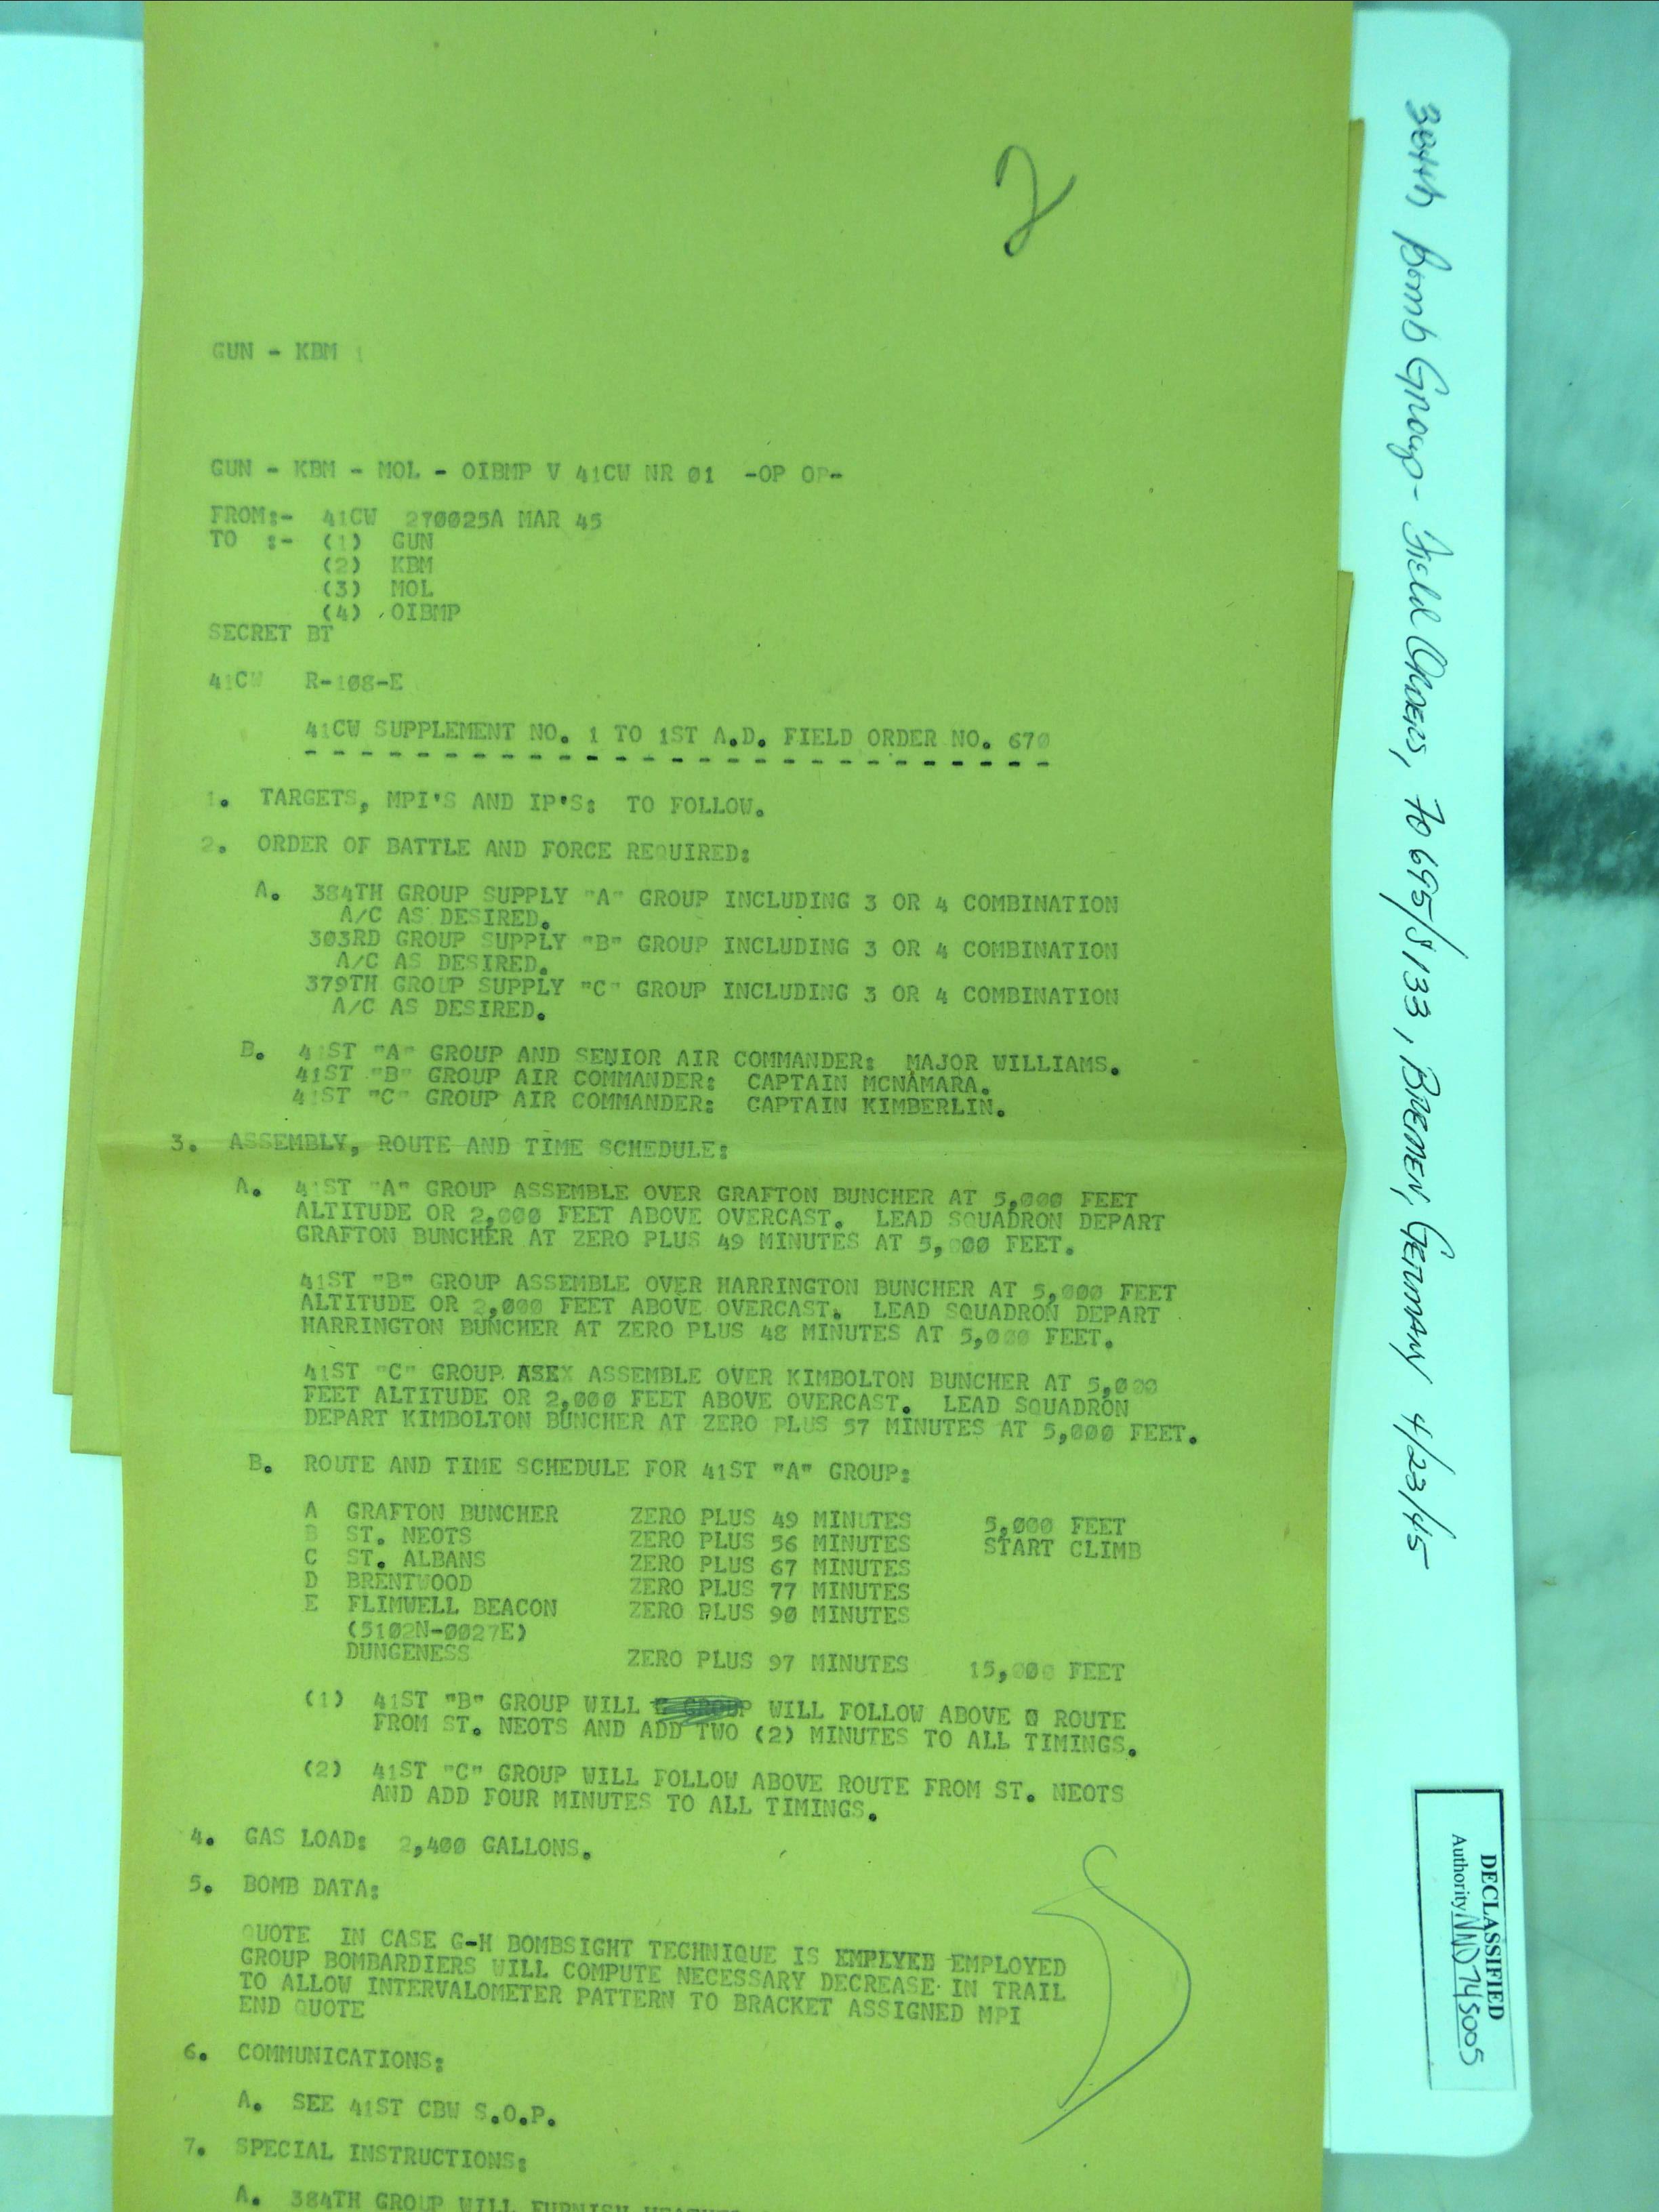 2
GUN - KBM
GUN - KBM - MOL - OIBMP V 41CW NR 01 -OP OP-
FROM:- 41CW 270025A MAR 45
TO :- (1) GUN
(2) KBM
(3) MOL
(4) OIBMP
SECRET BT
41CW R-108-E
41CW SUPPLEMENT NO. 1 TO 1ST A.D. FIELD ORDER NO. 670
- - - - - - - - - - - - - - - - - - - - - - - - - - -
1. TARGETS, MPI'S AND IP'S: TO FOLLOW.
2. ORDER OF BATTLE AND FORCE REQUIRED:
A. 384TH GROUP SUPPLY "A" GROUP INCLUDING 3 OR 4 COMBINATION
A/C AS DESIRED.
303RD GROUP SUPPLY "B" GROUP INCLUDING 3 OR 4 COMBINATION
A/C AS DESIRED.
379TH GROUP SUPPLY "C" GROUP INCLUDING 3 OR 4 COMBINATION
A/C AS DESIRED.
B. 41ST "A" GROUP AND SENIOR AIR COMMANDER: MAJOR WILLIAMS.
41ST "B" GROUP AIR COMMANDER: CAPTAIN MCNAMARA.
41ST "C" GROUP AIR COMMANDER: CAPTAIN KIMBERLIN.
3. ASSEMBLY, ROUTE AND TIME SCHEDULE:
A. 41ST "A" GROUP ASSEMBLE OVER GRAFTON BUNCHER AT 5,000 FEET
ALTITUDE OR 2,000 FEET ABOVE OVERCAST. LEAD SQUADRON DEPART
GRAFTON BUNCHER AT ZERO PLUS 49 MINUTES AT 5,000 FEET.
41ST "B" GROUP ASSEMBLE OVER HARRINGTON BUNCHER AT 5,000 FEET
ALTITUDE OR 2,000 FEET ABOVE OVERCAST. LEAD SQUADRON DEPART
HARRINGTON BUNCHER AT ZERO PLUS 48 MINUTES AT 5,000 FEET.
41ST "C" GROUP ASEX ASSEMBLE OVER KIMBOLTON BUNCHER AT 5,000
FEET ALTITUDE OR 2,000 FEET ABOVE OVERCAST. LEAD SQUADRON
DEPART KIMBOLTON BUNCHER AT ZERO PLUS 57 MINUTES AT 5,000 FEET.
B. ROUTE AND TIME SCHEDULE FOR 41ST "A" GROUP:
A GRAFTON BUNCHER ZERO PLUS 49 MINUTES 5,000 FEET
B ST. NEOTS ZERO PLUS 56 MINUTES START CLIMB
C ST. ALBANS ZERO PLUS 67 MINUTES
D BRENTWOOD ZERO PLUS 77 MINUTES
E FLIMWELL BEACON ZERO PLUS 90 MINUTES
(5102N-0027E)
DUNGENESS ZERO PLUS 97 MINUTES 15,000 FEET
(1) 41ST "B" GROUP WILL GROUP WILL FOLLOW ABOVE ROUTE
FROM ST. NEOTS AND ADD TWO (2) MINUTES TO ALL TIMINGS.
(2) 41ST "C" GROUP WILL FOLLOW ABOVE ROUTE FROM ST. NEOTS
AND ADD FOUR MINUTES TO ALL TIMINGS.
4. GAS LOAD: 2,400 GALLONS.
5. BOMB DATA:
QUOTE IN CASE G-H BOMBSIGHT TECHNIQUE IS EMPLYED EMPLOYED
GROUP BOMBARDIERS WILL COMPUTE NECESSARY DECREASE IN TRAIL
TO ALLOW INTERVALOMETER PATTERN TO BRACKET ASSIGNED MPI
END QUOTE
6. COMMUNICATIONS:
A. SEE 41ST CBW S.O.P.
7. SPECIAL INSTRUCTIONS:
A. 384TH GROUP WILL FURNISH
384th Bomb Group - Field Orders, to 695/S133, Bremen, Germany 4/23/45
DECLASSIFIED
Authority NND745005